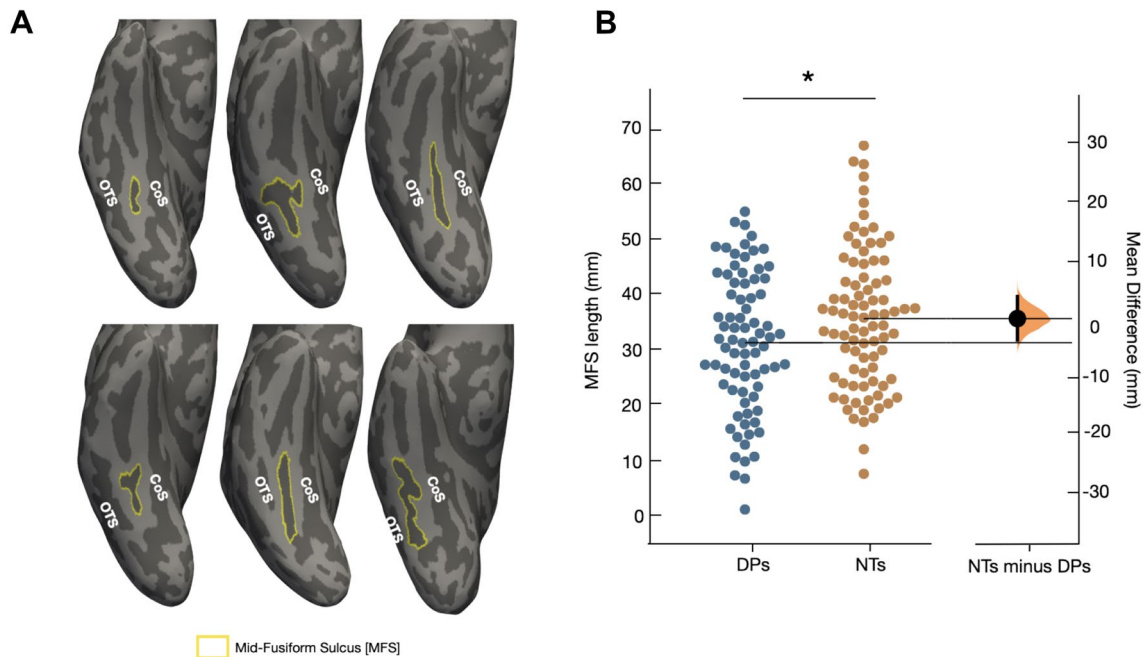 A
OTS
CoS
OTS
CoS
OTS
CoS
OTS
CoS
OTS
CoS
OTS
CoS
Mid-Fusiform Sulcus [MFS]
B
*
MFS length (mm)
70
60
50
40
30
20
10
0
DPs
NTs
NTs minus DPs
30
20
10
0
-10
-20
-30
Mean Difference (mm)